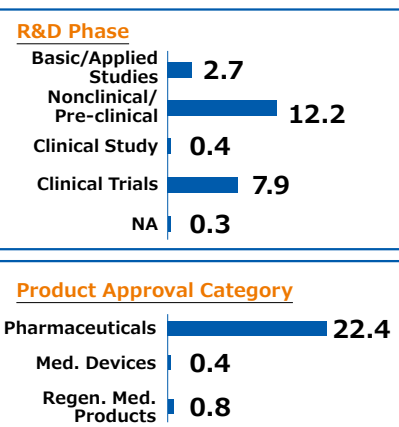 R&D Phase
Basic/Applied
Studies
2.7
Nonclinical/
Pre-clinical
12.2
Clinical Study
0.4
Clinical Trials
7.9
NA
0.3
Product Approval Category
Pharmaceuticals
22.4
Med. Devices
0.4
Regen. Med.
Products
0.8